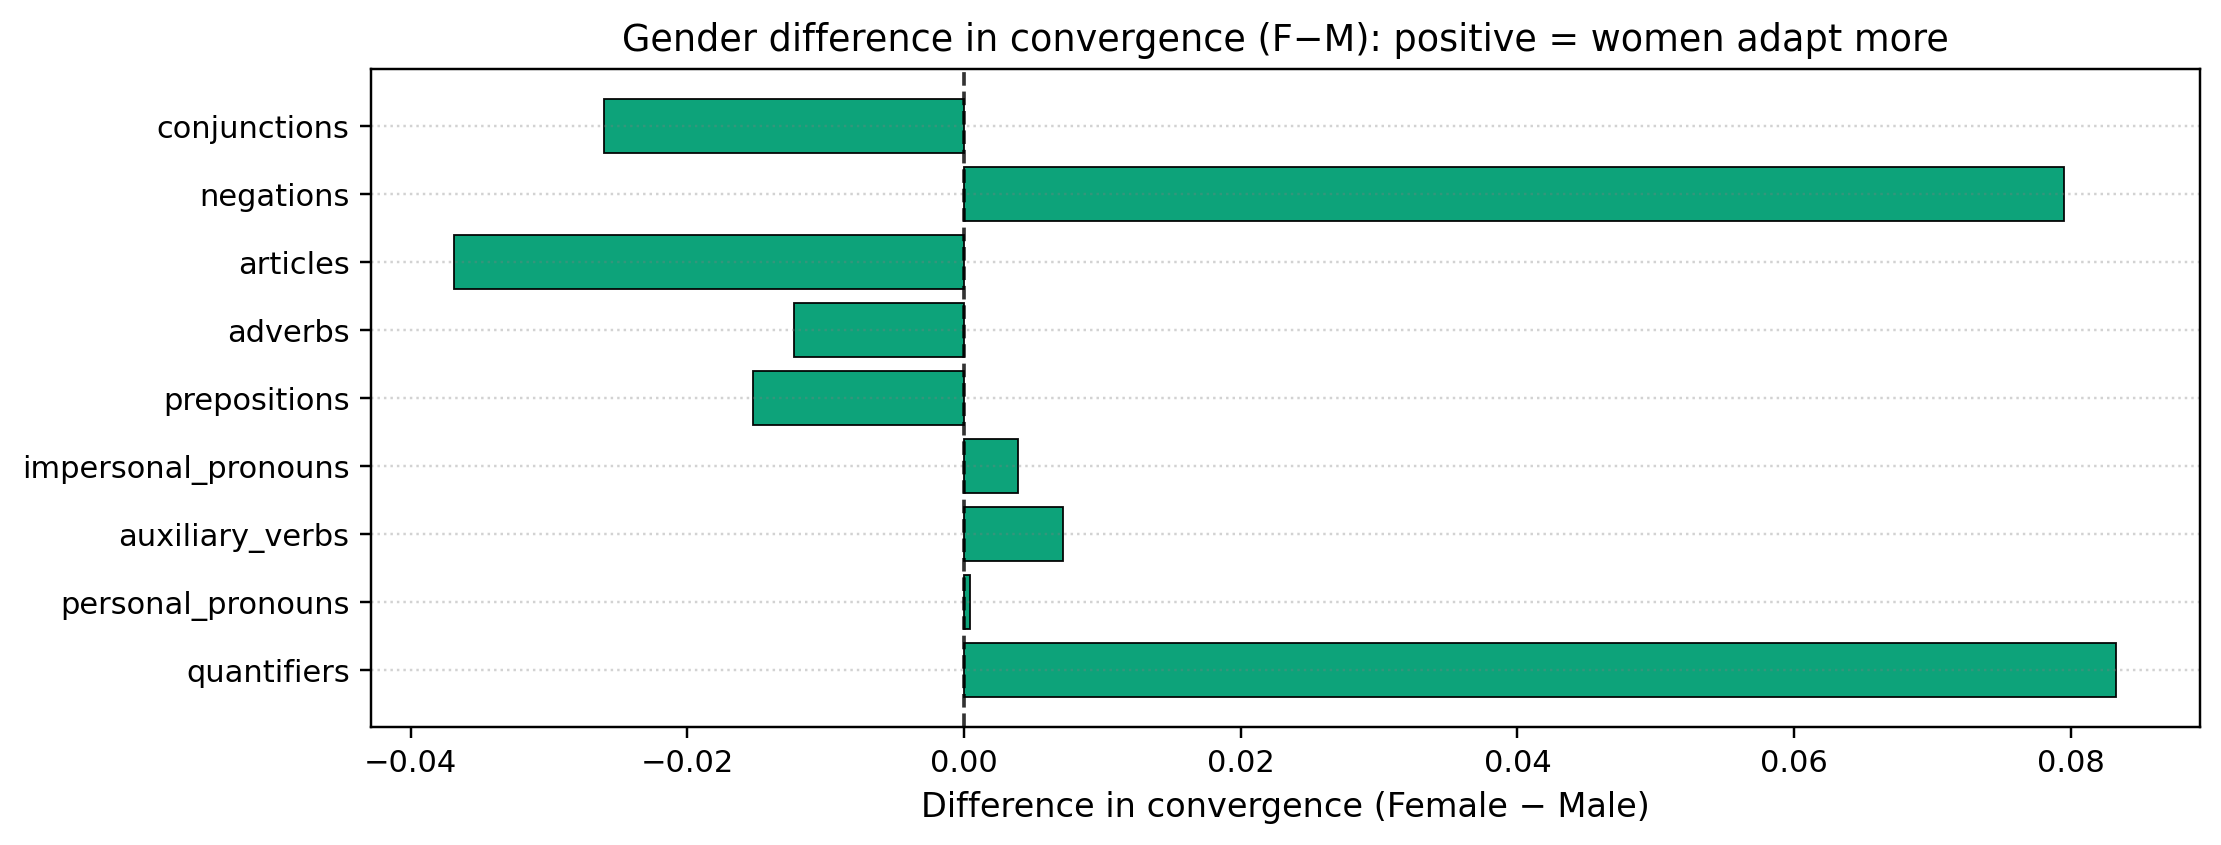 Gender difference in convergence (F−M): positive = women adapt more
conjunctions
negations
articles
adverbs
prepositions
impersonal_pronouns
auxiliary_verbs
personal_pronouns
quantifiers
−0.04 −0.02 0.00 0.02 0.04 0.06 0.08
Difference in convergence (Female − Male)